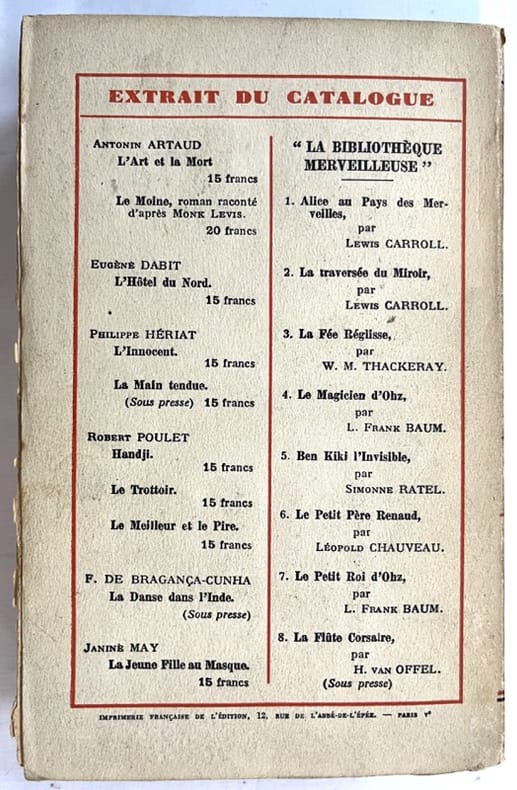 EXTRAIT DU CATALOGUE
Antonin ARTAUD
L'Art et la Mort
15 francs
Le Moine, roman raconté
d'après Monk Levis.
20 francs
Eugène DABIT
L'Hôtel du Nord.
15 francs
Philippe HÉRIAT
L'Innocent.
15 francs
La Main tendue.
(Sous presse) 15 francs
Robert POULET
Handji.
15 francs
Le Trottoir.
15 francs
Le Meilleur et le Pire.
15 francs
F. DE BRAGANÇA-CUNHA
La Danse dans l'Inde.
(Sous presse)
Janine MAY
La Jeune Fille au Masque.
15 francs
" LA BIBLIOTHÈQUE
MERVEILLEUSE "
1. Alice au Pays des Mer-
veilles,
par
Lewis CARROLL.
2. La traversée du Miroir,
par
Lewis CARROLL.
3. La Fée Réglisse,
par
W. M. THACKERAY.
4. Le Magicien d'Ohz,
par
L. Frank BAUM.
5. Ben Kiki l'Invisible,
par
Simonne RATEL.
6. Le Petit Père Renaud,
par
Léopold CHAUVEAU.
7. Le Petit Roi d'Ohz,
par
L. Frank BAUM.
8. La Flûte Corsaire,
par
H. van OFFEL.
(Sous presse)
IMPRIMERIE FRANÇAISE DE L'ÉDITION, 12, RUE DE L'ABBÉ-DE-L'ÉPÉE. — PARIS Vᵉ